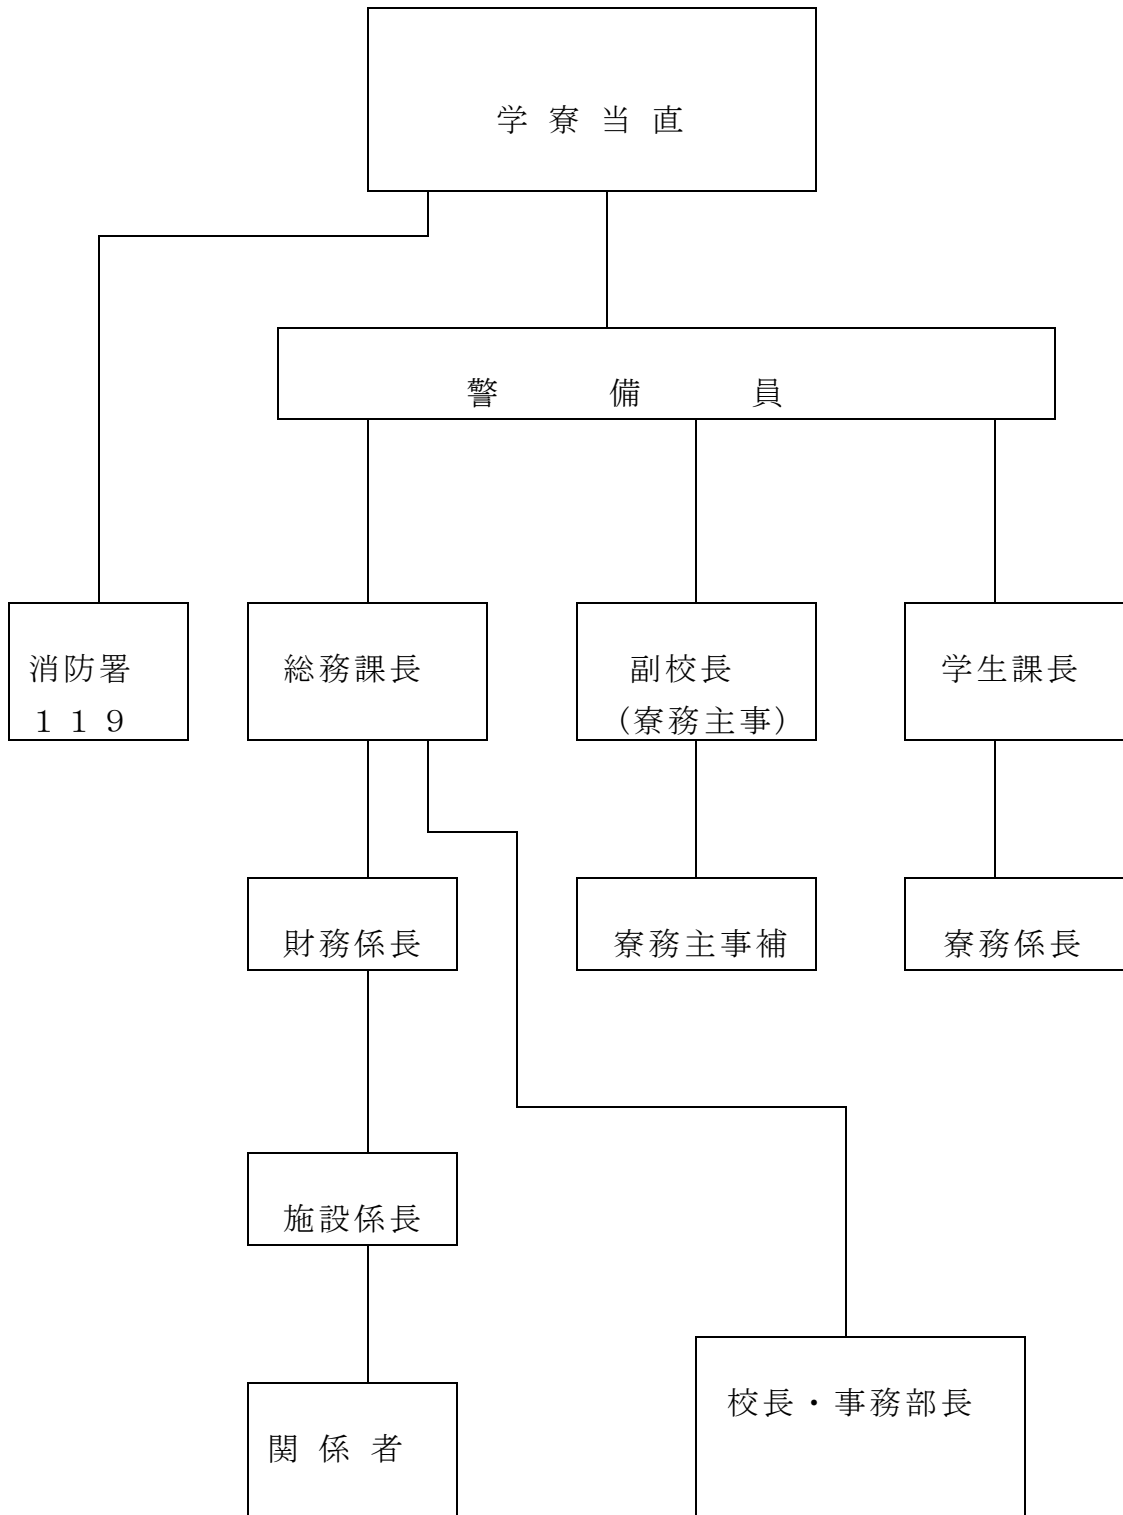 学 寮 当 直
警 備 員
消防署
１１９
総務課長
副校長
(寮務主事)
学生課長
財務係長
寮務主事補
寮務係長
施設係長
関 係 者
校長・事務部長